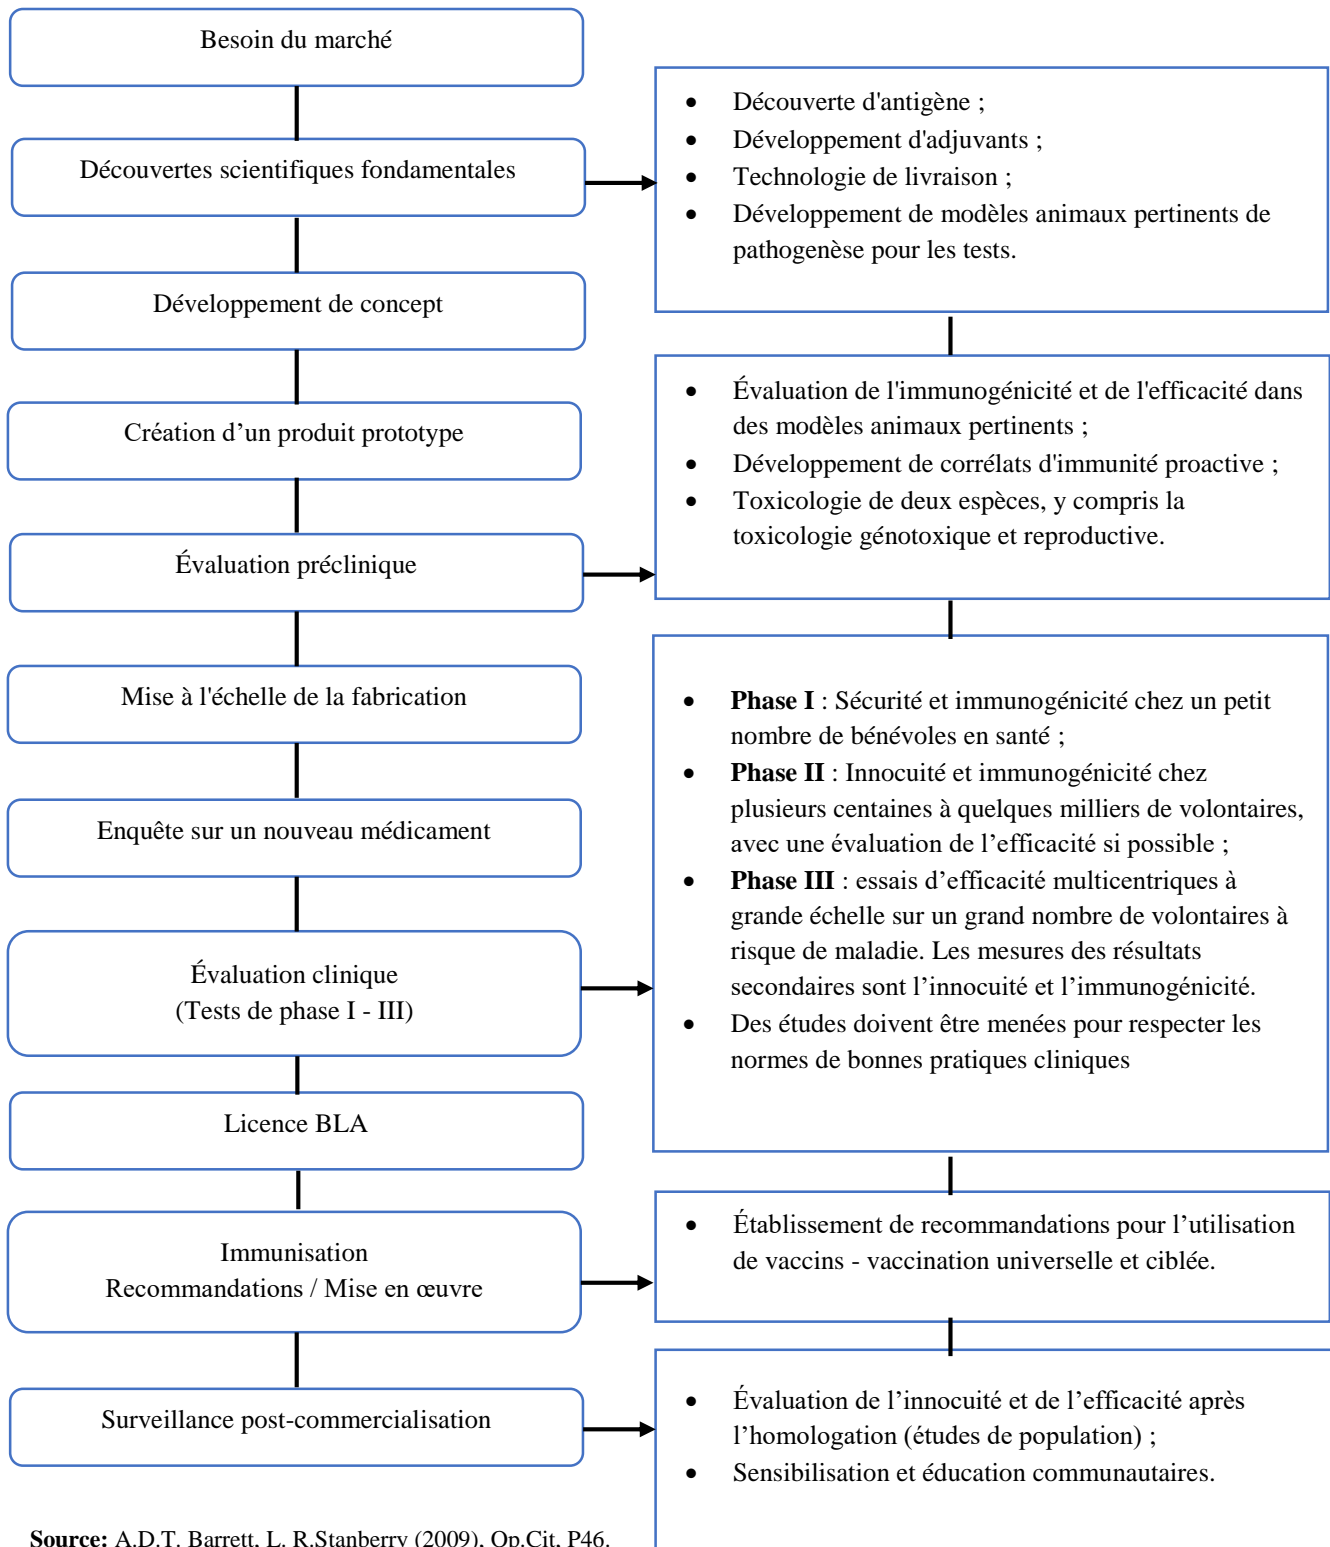 Besoin du marché
Découvertes scientifiques fondamentales
• Découverte d'antigène ;
• Développement d'adjuvants ;
• Technologie de livraison ;
• Développement de modèles animaux pertinents de
pathogenèse pour les tests.
Développement de concept
Création d’un produit prototype
Évaluation préclinique
• Évaluation de l'immunogénicité et de l'efficacité dans
des modèles animaux pertinents ;
• Développement de corrélats d'immunité proactive ;
• Toxicologie de deux espèces, y compris la
toxicologie génotoxique et reproductive.
Mise à l'échelle de la fabrication
Enquête sur un nouveau médicament
Évaluation clinique
(Tests de phase I - III)
• Phase I : Sécurité et immunogénicité chez un petit
nombre de bénévoles en santé ;
• Phase II : Innocuité et immunogénicité chez
plusieurs centaines à quelques milliers de volontaires,
avec une évaluation de l’efficacité si possible ;
• Phase III : essais d’efficacité multicentriques à
grande échelle sur un grand nombre de volontaires à
risque de maladie. Les mesures des résultats
secondaires sont l’innocuité et l’immunogénicité.
• Des études doivent être menées pour respecter les
normes de bonnes pratiques cliniques
Licence BLA
Immunisation
Recommandations / Mise en œuvre
• Établissement de recommandations pour l’utilisation
de vaccins - vaccination universelle et ciblée.
Surveillance post-commercialisation
• Évaluation de l’innocuité et de l’efficacité après
l’homologation (études de population) ;
• Sensibilisation et éducation communautaires.
Source: A.D.T. Barrett, L. R.Stanberry (2009), Op.Cit, P46.